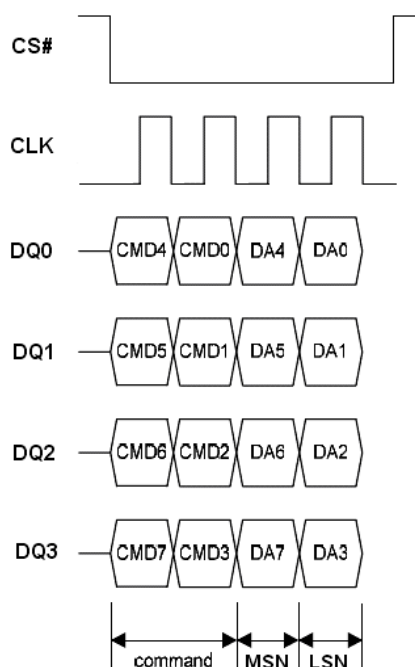 CS#
CLK
DQ0 CMD4 CMD0 DA4 DA0
DQ1 CMD5 CMD1 DA5 DA1
DQ2 CMD6 CMD2 DA6 DA2
DQ3 CMD7 CMD3 DA7 DA3
command MSN LSN